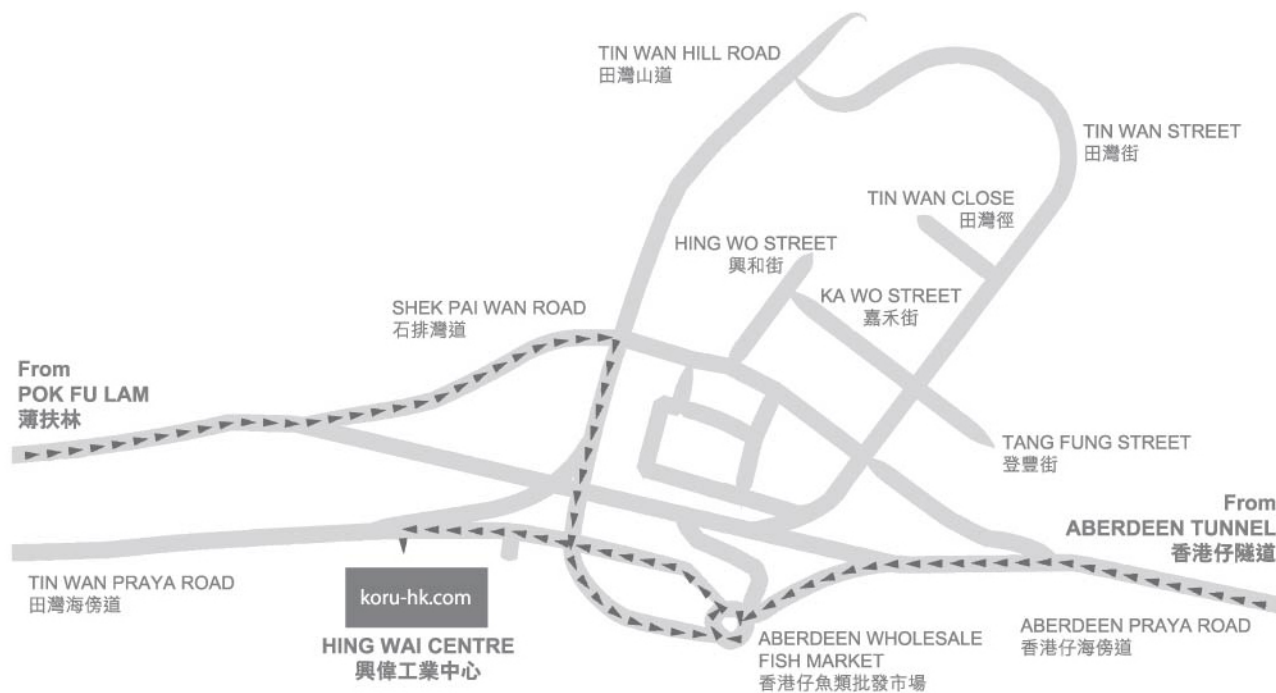 TIN WAN HILL ROAD
田灣山道
TIN WAN STREET
田灣街
TIN WAN CLOSE
田灣徑
HING WO STREET
興和街
KA WO STREET
嘉禾街
SHEK PAI WAN ROAD
石排灣道
From
POK FU LAM
薄扶林
TANG FUNG STREET
登豐街
From
ABERDEEN TUNNEL
香港仔隧道
TIN WAN PRAYA ROAD
田灣海傍道
koru-hk.com
HING WAI CENTRE
興偉工業中心
ABERDEEN WHOLESALE
FISH MARKET
香港仔魚類批發市場
ABERDEEN PRAYA ROAD
香港仔海傍道